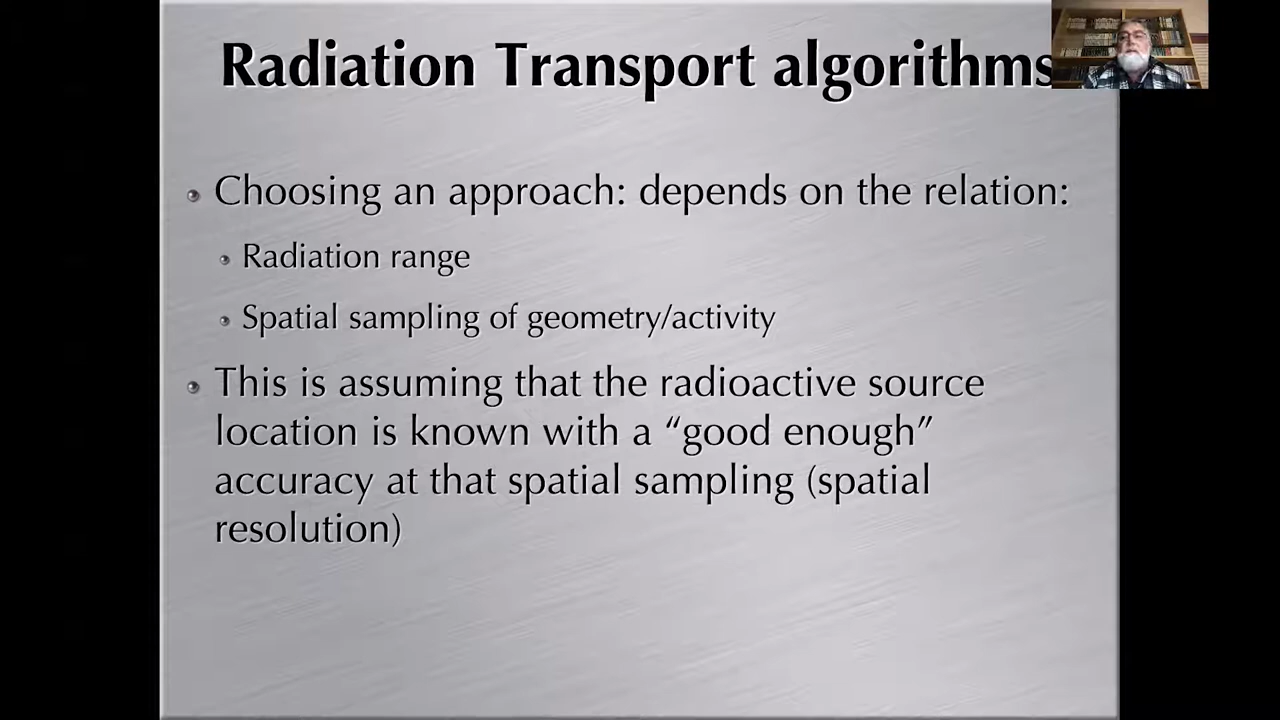 Radiation Transport algorithms
Choosing an approach: depends on the relation:
Radiation range
Spatial sampling of geometry/activity
This is assuming that the radioactive source
location is known with a “good enough”
accuracy at that spatial sampling (spatial
resolution)